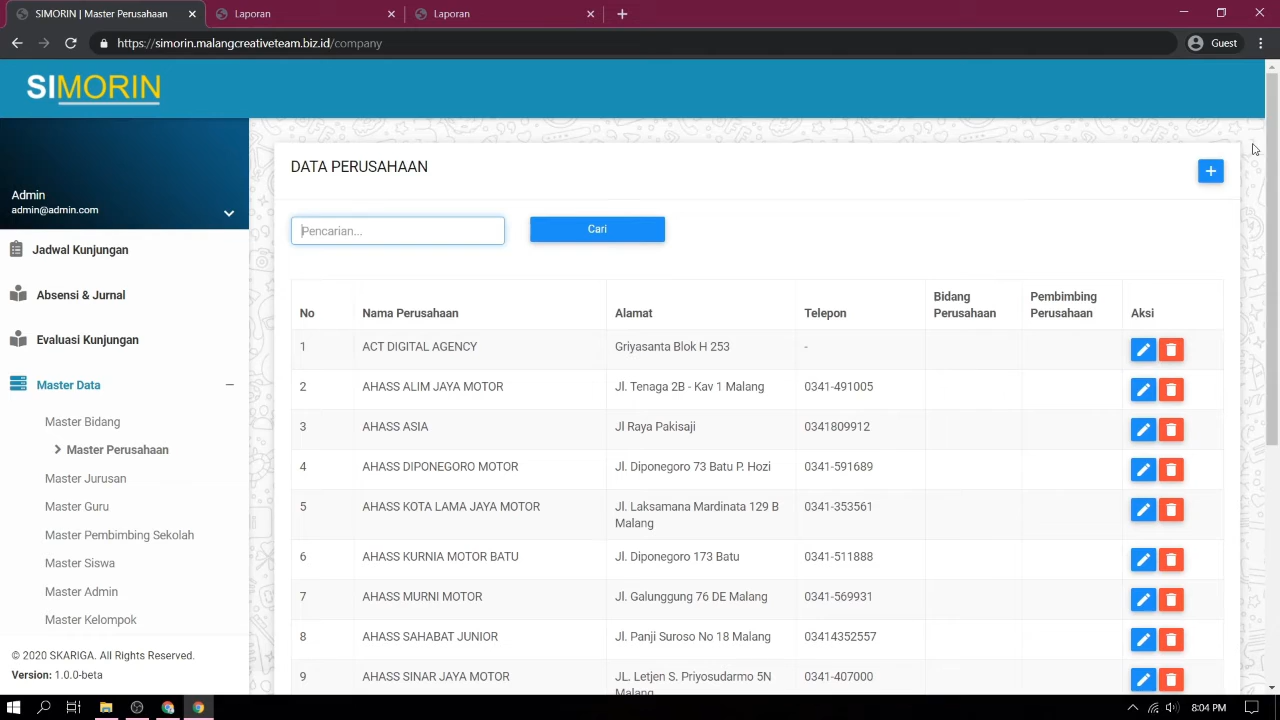 SIMORIN | Master Perusahaan
Laporan
Laporan
https://simorin.malangcreativeteam.biz.id/company
Guest
SIMORIN
Admin
admin@admin.com
Jadwal Kunjungan
Absensi & Jurnal
Evaluasi Kunjungan
Master Data
Master Bidang
Master Perusahaan
Master Jurusan
Master Guru
Master Pembimbing Sekolah
Master Siswa
Master Admin
Master Kelompok
© 2020 SKARIGA. All Rights Reserved.
Version: 1.0.0-beta
DATA PERUSAHAAN
Pencarian...
Cari
No Nama Perusahaan Alamat Telepon Bidang Perusahaan Pembimbing Perusahaan Aksi
1 ACT DIGITAL AGENCY Griyasanta Blok H 253 -
2 AHASS ALIM JAYA MOTOR Jl. Tenaga 2B - Kav 1 Malang 0341-491005
3 AHASS ASIA Jl Raya Pakisaji 0341809912
4 AHASS DIPONEGORO MOTOR Jl. Diponegoro 73 Batu P. Hozi 0341-591689
5 AHASS KOTA LAMA JAYA MOTOR Jl. Laksamana Mardinata 129 B Malang 0341-353561
6 AHASS KURNIA MOTOR BATU Jl. Diponegoro 173 Batu 0341-511888
7 AHASS MURNI MOTOR Jl. Galunggung 76 DE Malang 0341-569931
8 AHASS SAHABAT JUNIOR Jl. Panji Suroso No 18 Malang 03414352557
9 AHASS SINAR JAYA MOTOR JL. Letjen S. Priyosudarmo 5N Malang 0341-407000
8:04 PM